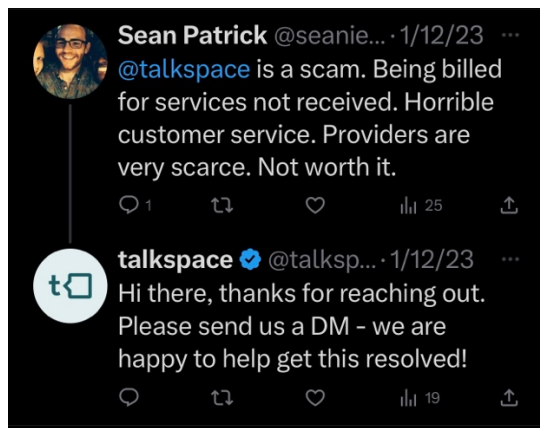 Sean Patrick @seanie... · 1/12/23 ...
@talkspace is a scam. Being billed
for services not received. Horrible
customer service. Providers are
very scarce. Not worth it.
1 25
talkspace @talksp... · 1/12/23 ...
t
Hi there, thanks for reaching out.
Please send us a DM - we are
happy to help get this resolved!
19